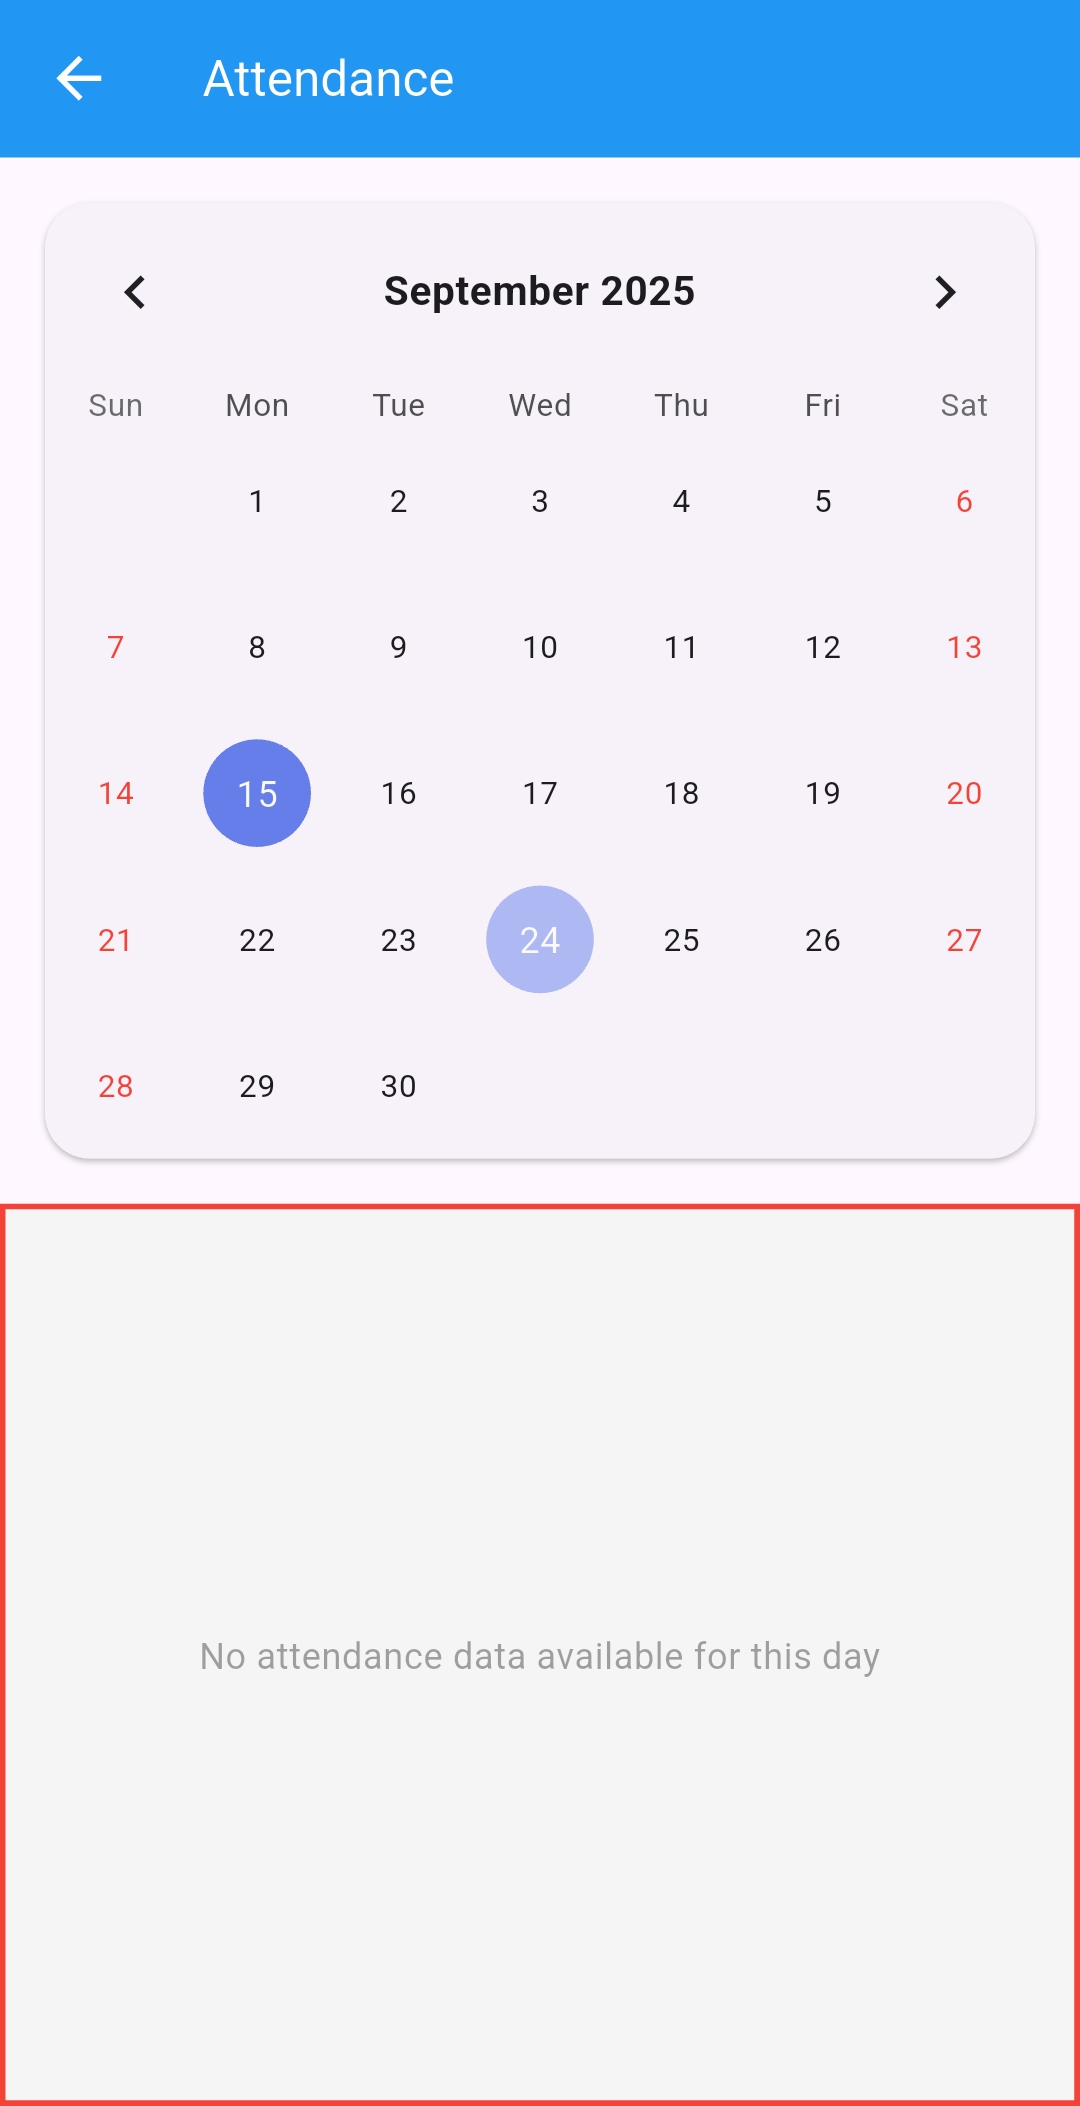 Attendance
September 2025
Sun Mon Tue Wed Thu Fri Sat
1 2 3 4 5 6
7 8 9 10 11 12 13
14 15 16 17 18 19 20
21 22 23 24 25 26 27
28 29 30
No attendance data available for this day